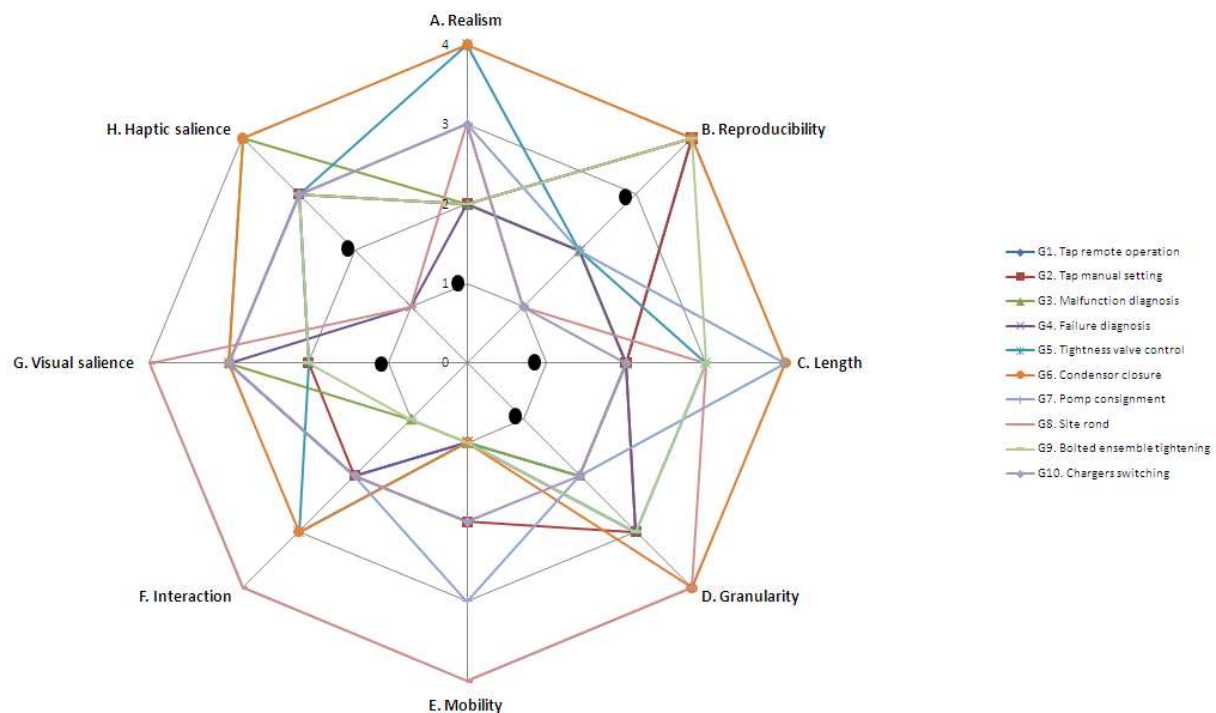 A. Realism
4
H. Haptic salience
B. Reproducibility
3
2
1
G. Visual salience
0
C. Length
F. Interaction
D. Granularity
E. Mobility
G1. Tap remote operation
G2. Tap manual setting
G3. Malfunction diagnosis
G4. Failure diagnosis
G5. Tightness valve control
G6. Condensor closure
G7. Pomp consignment
G8. Site rond
G9. Bolted ensemble tightening
G10. Chargers switching